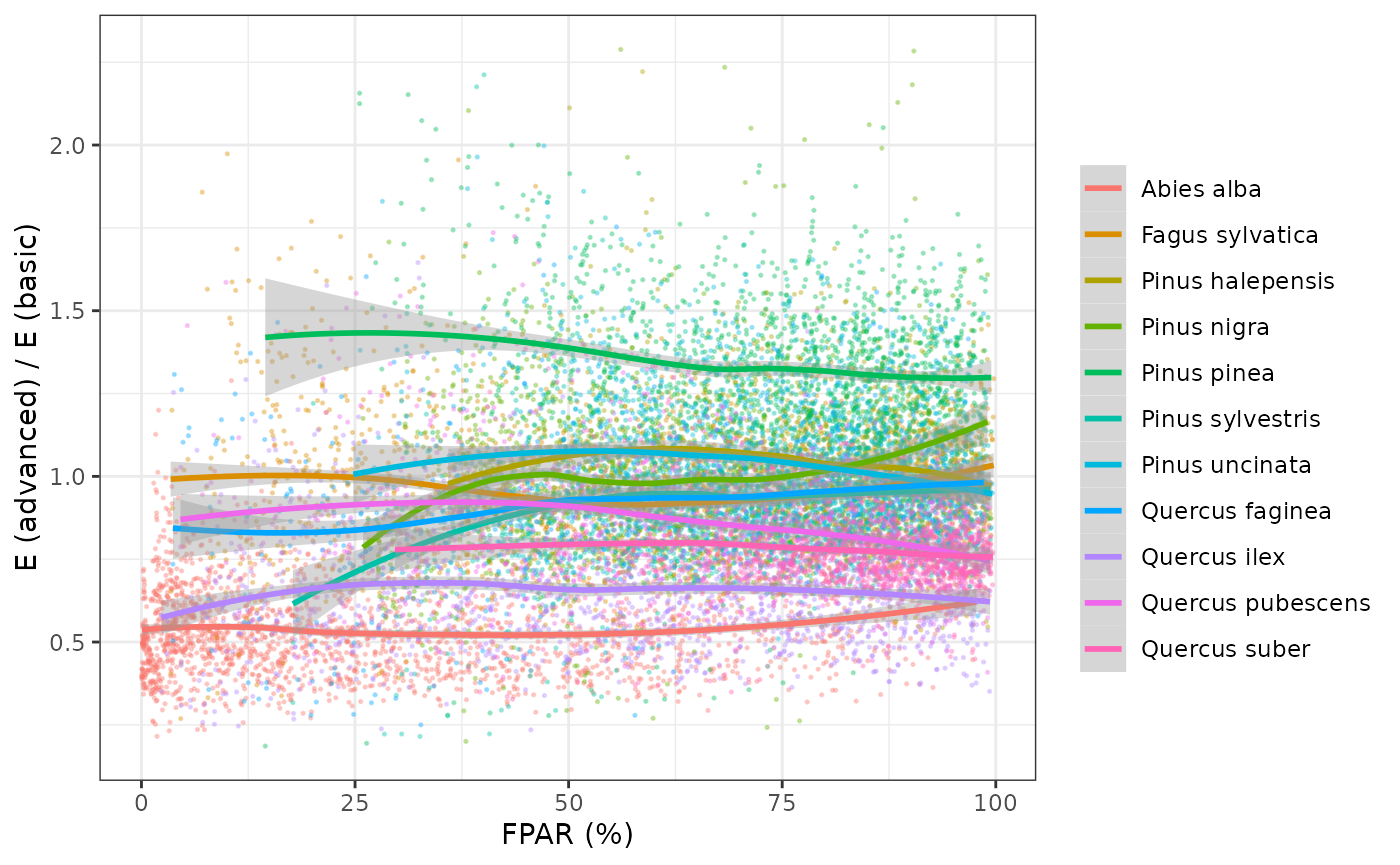 E (advanced) / E (basic)
2.0
1.5
1.0
0.5
0
25
50
75
100
FPAR (%)
Abies alba
Fagus sylvatica
Pinus halepensis
Pinus nigra
Pinus pinea
Pinus sylvestris
Pinus uncinata
Quercus faginea
Quercus ilex
Quercus pubescens
Quercus suber